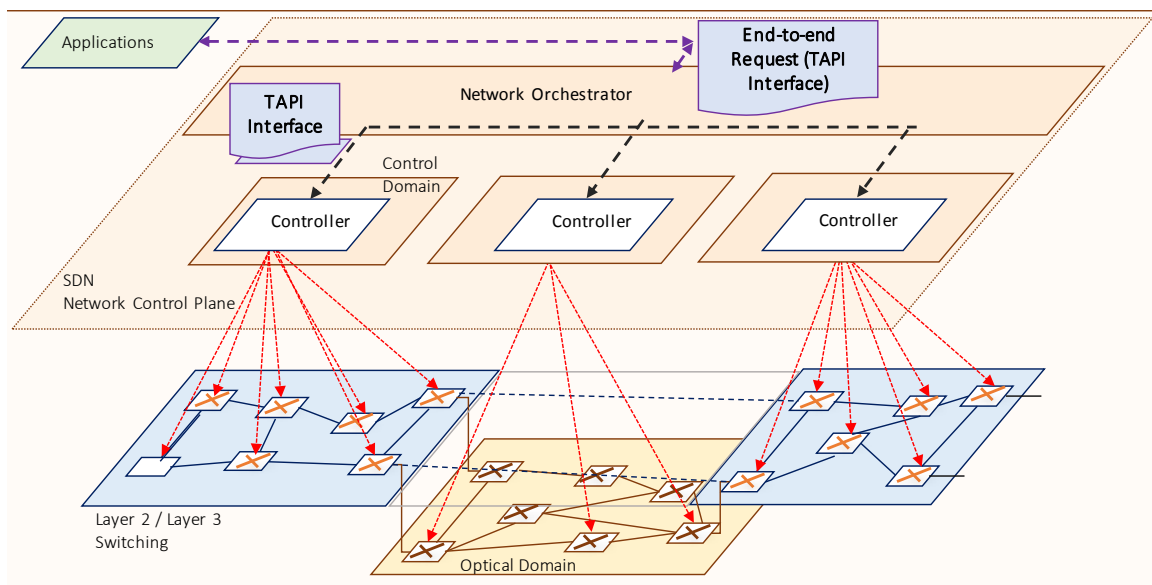 Applications
End-to-end
Request (TAPI
Interface)
Network Orchestrator
TAPI
Interface
Control
Domain
Controller
Controller
Controller
SDN
Network Control Plane
Layer 2 / Layer 3
Switching
Optical Domain